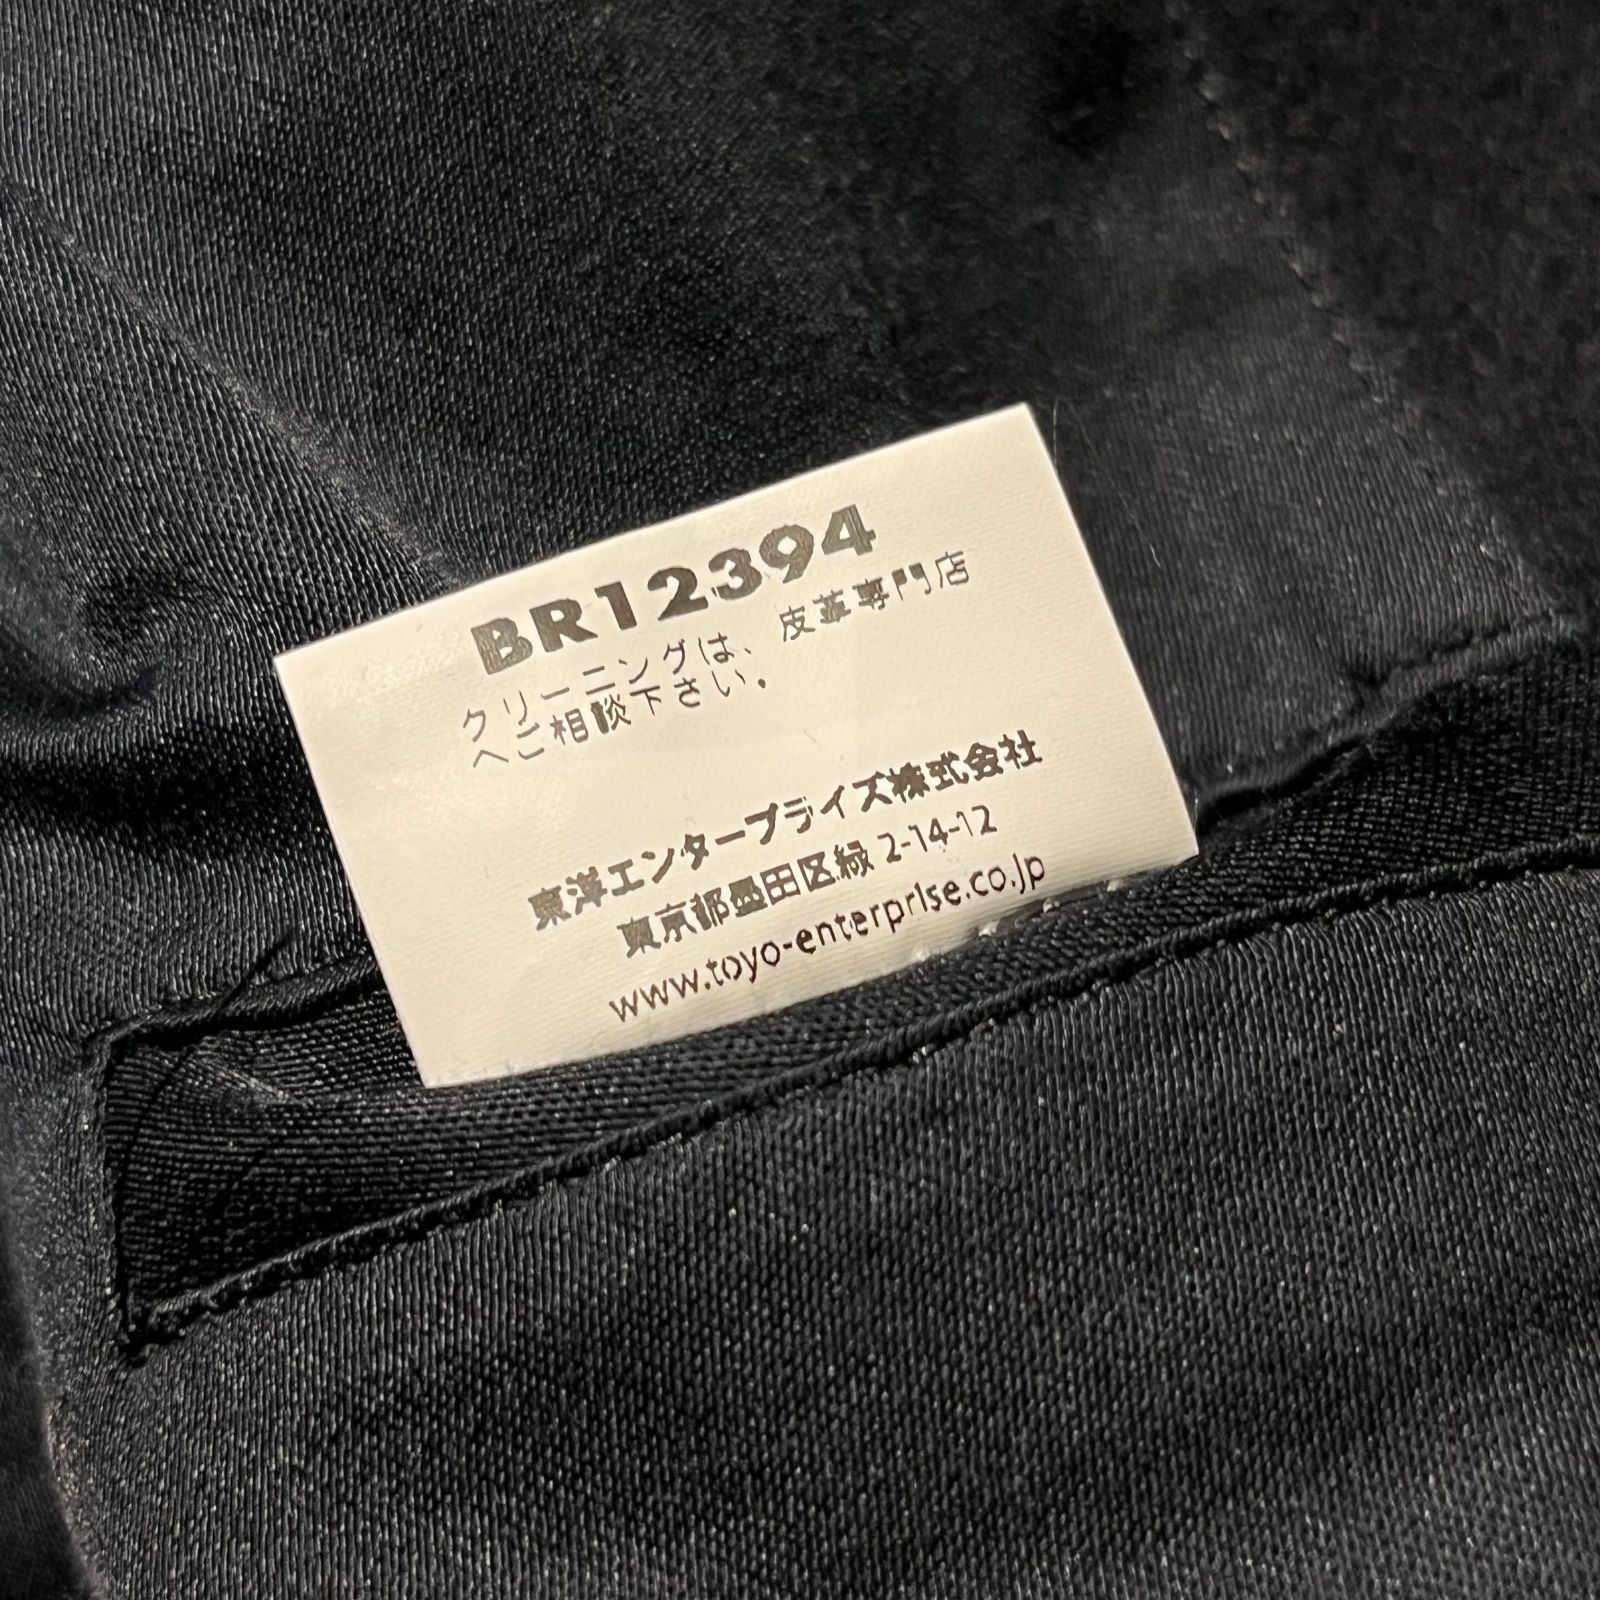 BR12394
クリーニングは、皮革専門店
へご相談下さい。
東洋エンタープライズ株式会社
東京都墨田区緑 2-14-12
www.toyo-enterprise.co.jp